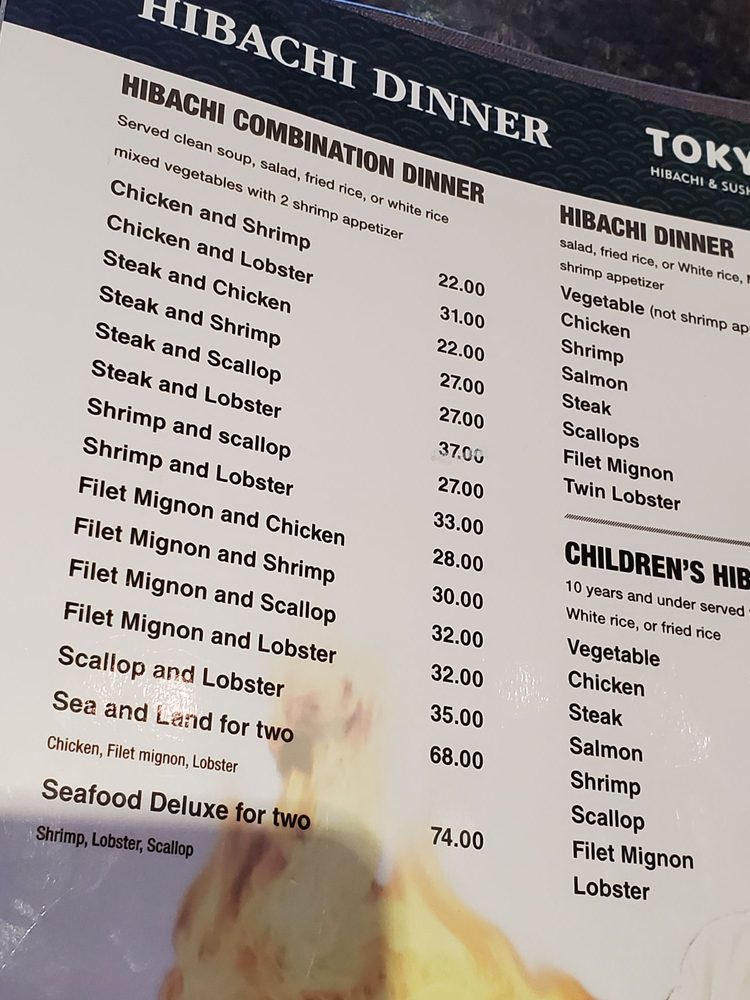 HIBACHI DINNER
HIBACHI COMBINATION DINNER
Served clean soup, salad, fried rice, or white rice
mixed vegetables with 2 shrimp appetizer
Chicken and Shrimp 22.00
Chicken and Lobster 31.00
Steak and Chicken 22.00
Steak and Shrimp 27.00
Steak and Scallop 27.00
Steak and Lobster 37.00
Shrimp and scallop 27.00
Shrimp and Lobster 33.00
Filet Mignon and Chicken 28.00
Filet Mignon and Shrimp 30.00
Filet Mignon and Scallop 32.00
Filet Mignon and Lobster 32.00
Scallop and Lobster 35.00
Sea and Land for two 68.00
Chicken, Filet mignon, Lobster
Seafood Deluxe for two 74.00
Shrimp, Lobster, Scallop
TOKY
HIBACHI & SUSH
HIBACHI DINNER
salad, fried rice, or White rice,
shrimp appetizer
Vegetable (not shrimp ap
Chicken
Shrimp
Salmon
Steak
Scallops
Filet Mignon
Twin Lobster
CHILDREN'S HIB
10 years and under served
White rice, or fried rice
Vegetable
Chicken
Steak
Salmon
Shrimp
Scallop
Filet Mignon
Lobster